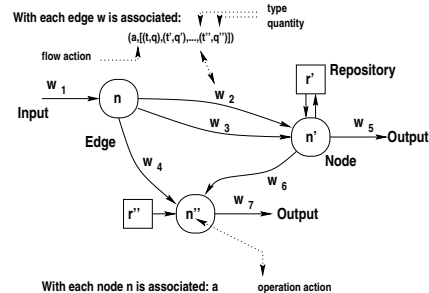 With each edge w is associated:
type
quantity
(a,[(t,q),(t',q'),...,(t'',q'')])
flow action
w 1
Input
n
w 2
r'
Repository
Edge
w 3
n'
w 5
Output
Node
w 4
w 6
r''
n''
w 7
Output
With each node n is associated: a
operation action